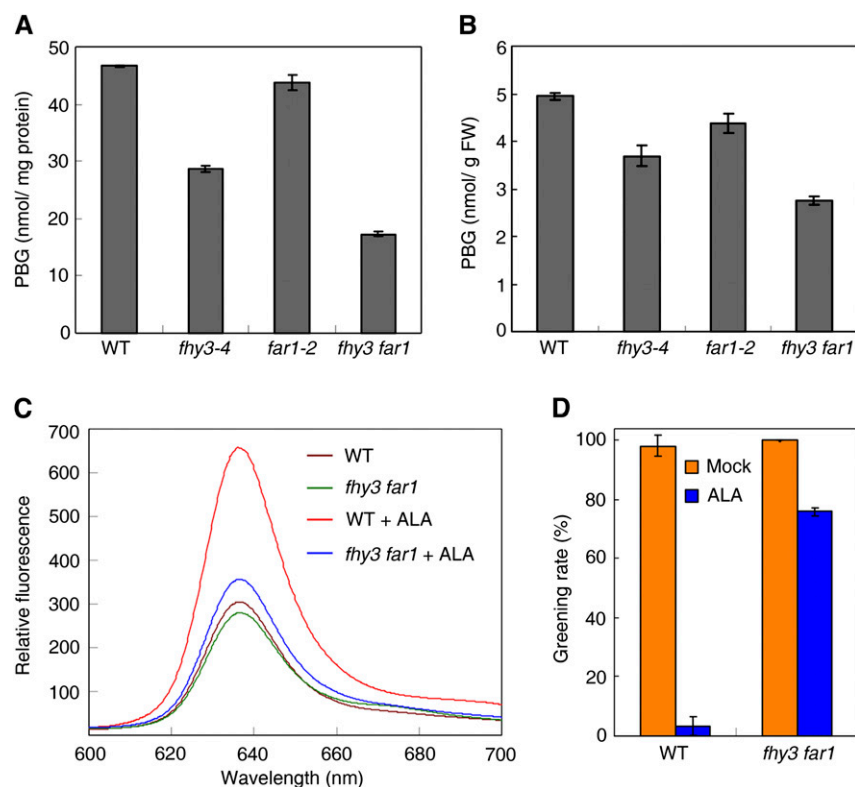 A
PBG (nmol/ mg protein)
50
40
30
20
10
0
WT fhy3-4 far1-2 fhy3 far1
B
PBG (nmol/ g FW)
6
5
4
3
2
1
0
WT fhy3-4 far1-2 fhy3 far1
C
Relative fluorescence
700
600
500
400
300
200
100
600 620 640 660 680 700
Wavelength (nm)
WT
fhy3 far1
WT + ALA
fhy3 far1 + ALA
D
Greening rate (%)
100
80
60
40
20
0
Mock
ALA
WT fhy3 far1